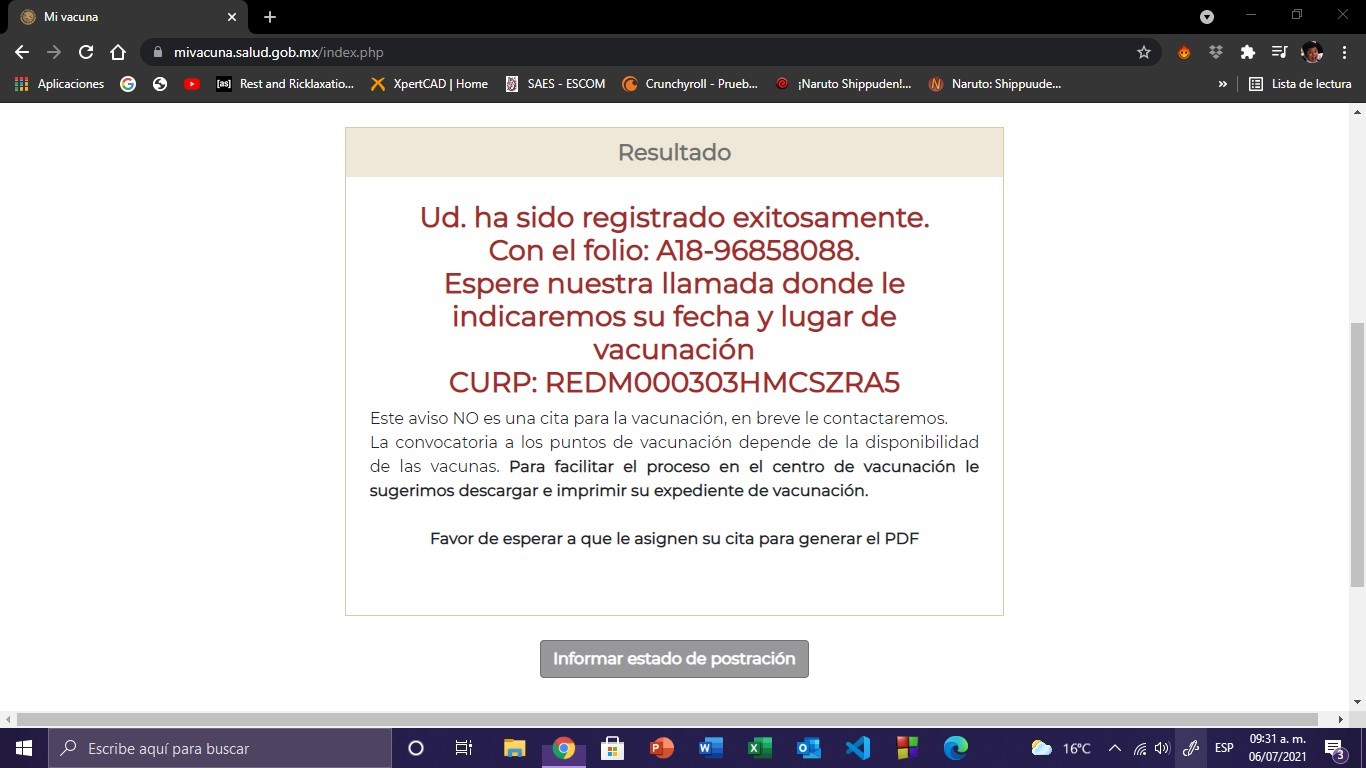 Mi vacuna
mivacuna.salud.gob.mx/index.php
Aplicaciones
[as] Rest and Ricklaxatio...
XpertCAD | Home
SAES - ESCOM
Crunchyroll - Prueb...
¡Naruto Shippuden!...
Naruto: Shippuude...
»
Lista de lectura
Resultado
Ud. ha sido registrado exitosamente.
Con el folio: A18-96858088.
Espere nuestra llamada donde le
indicaremos su fecha y lugar de
vacunación
CURP: REDM000303HMCSZRA5
Este aviso NO es una cita para la vacunación, en breve le contactaremos.
La convocatoria a los puntos de vacunación depende de la disponibilidad
de las vacunas. Para facilitar el proceso en el centro de vacunación le
sugerimos descargar e imprimir su expediente de vacunación.
Favor de esperar a que le asignen su cita para generar el PDF
Informar estado de postración
Escribe aquí para buscar
16°C
ESP
09:31 a. m.
06/07/2021
3